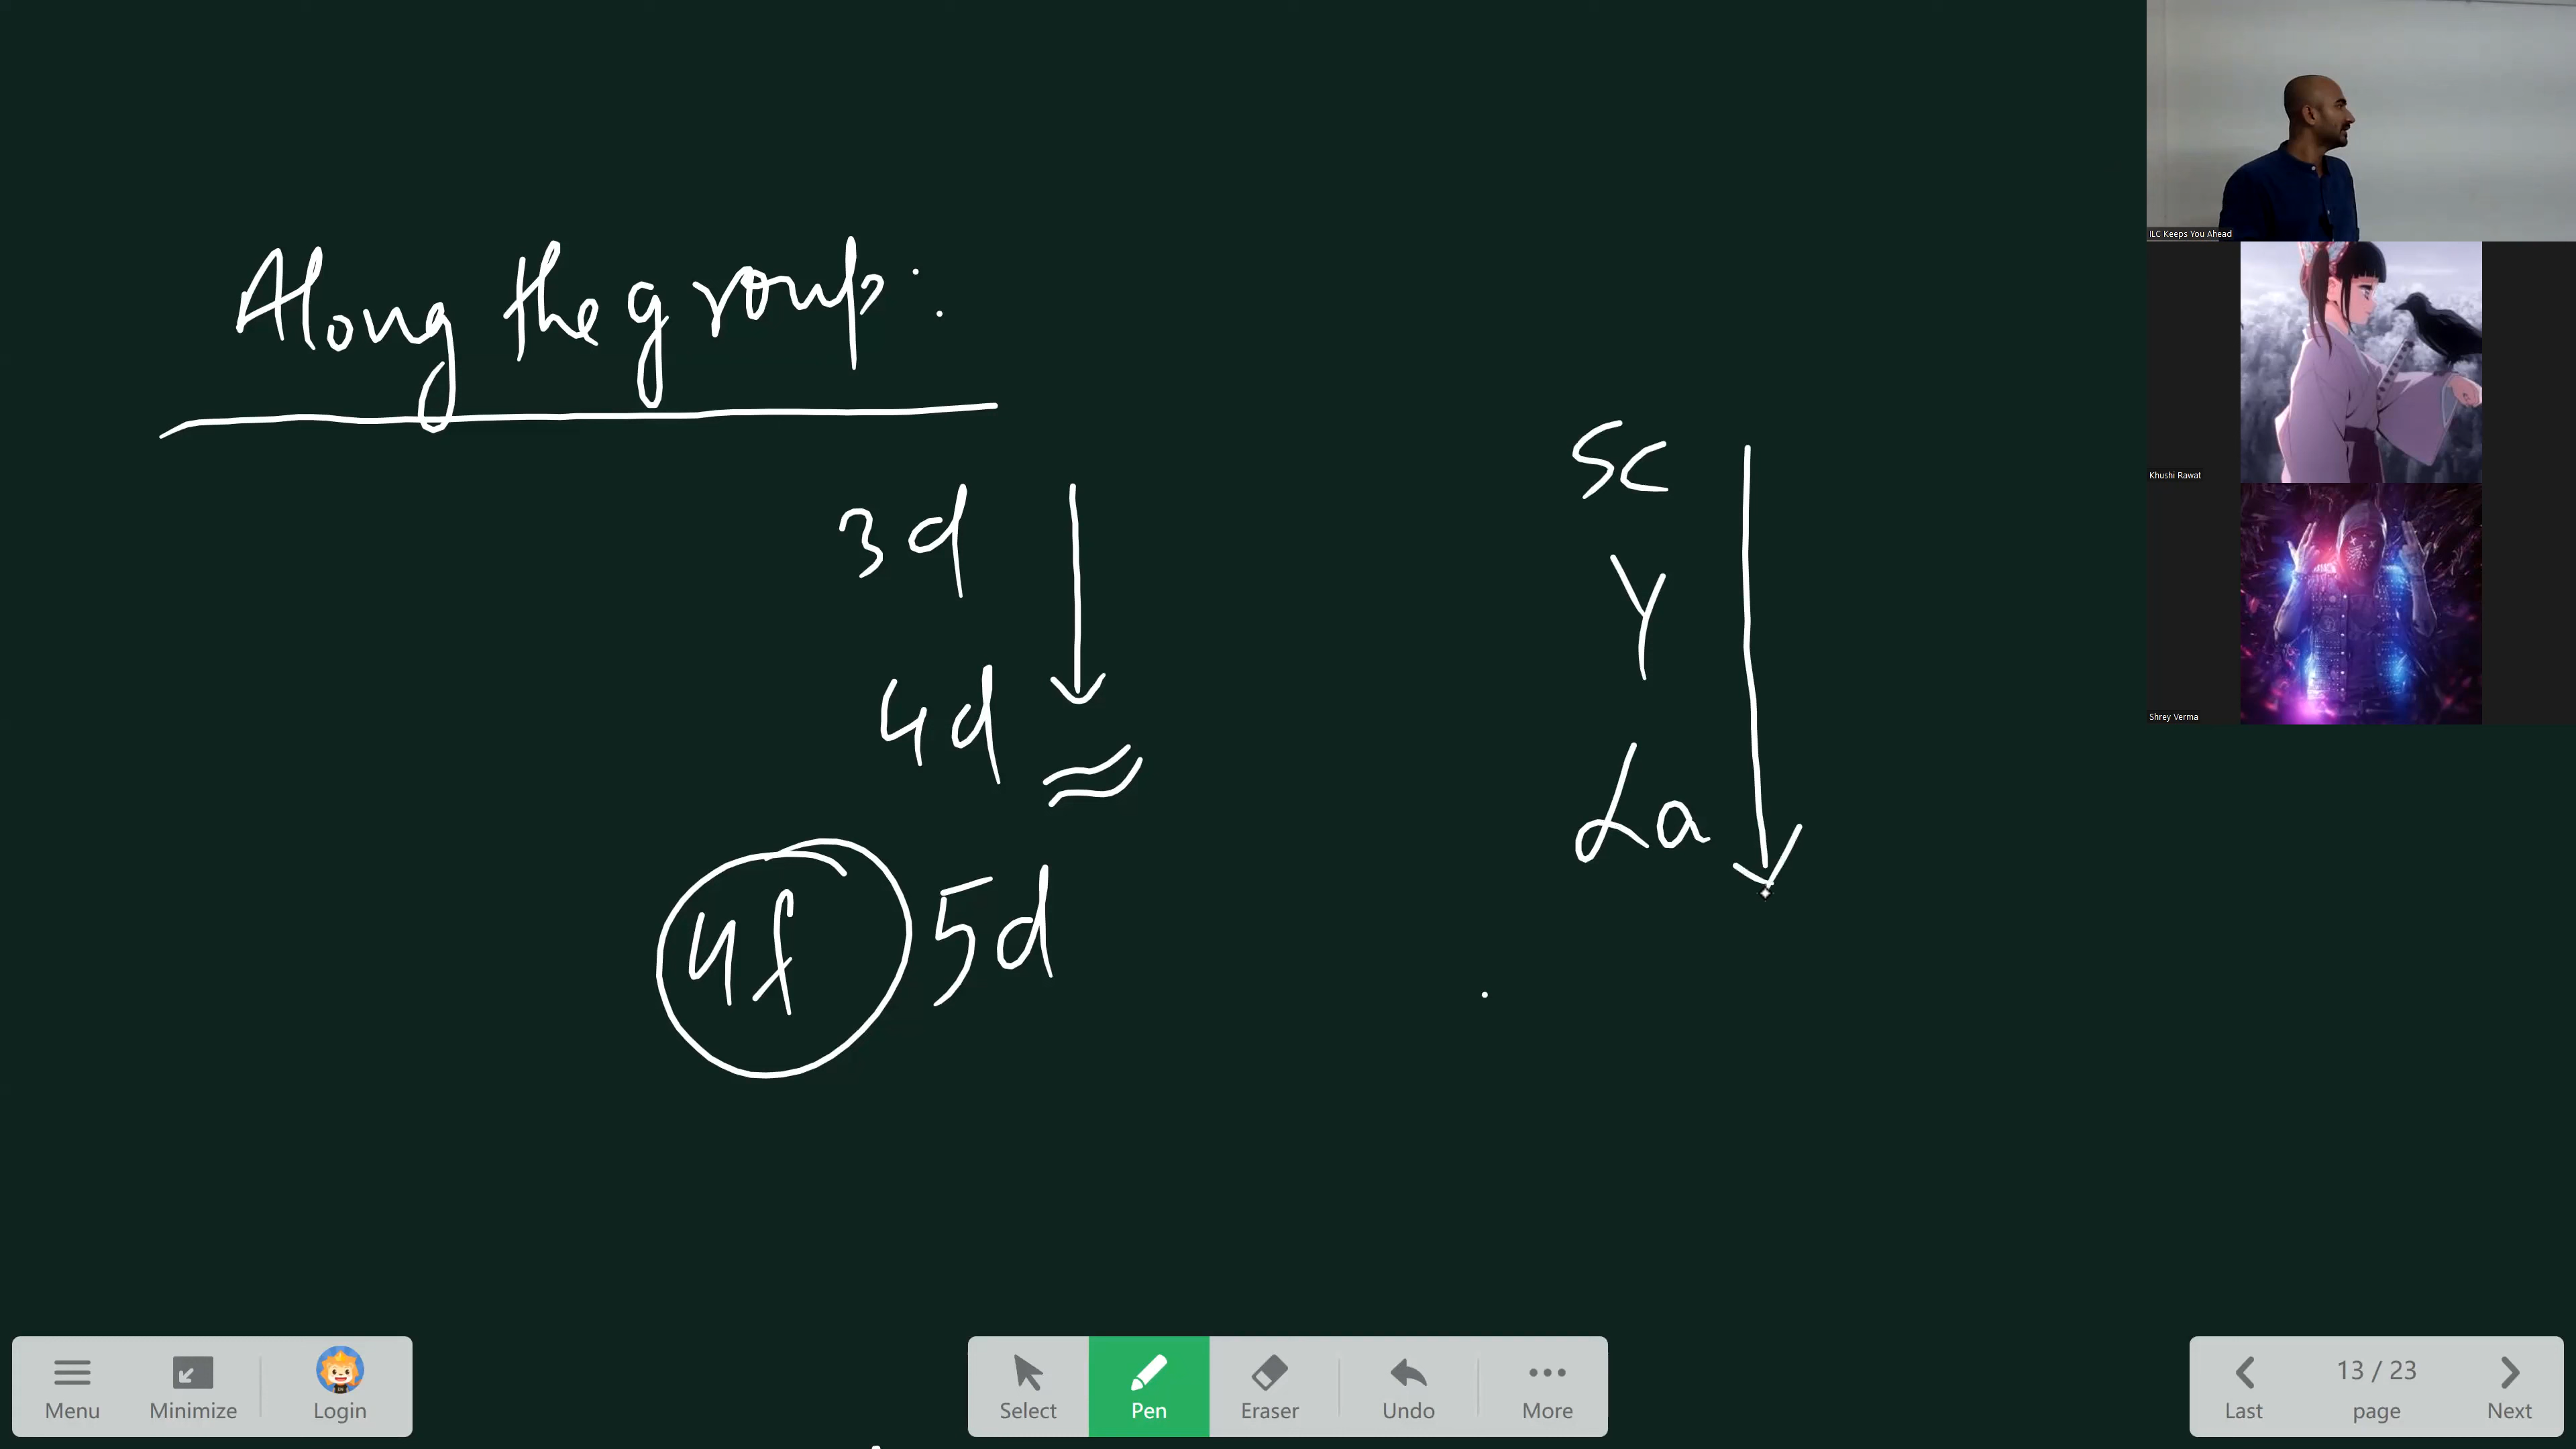 Along the group:
3d
4d
4f 5d
Sc
Y
La
ILC Keeps You Ahead
Khushi Rawat
Shrey Verma
Menu Minimize Login
Select Pen Eraser Undo More
13 / 23
Last page Next